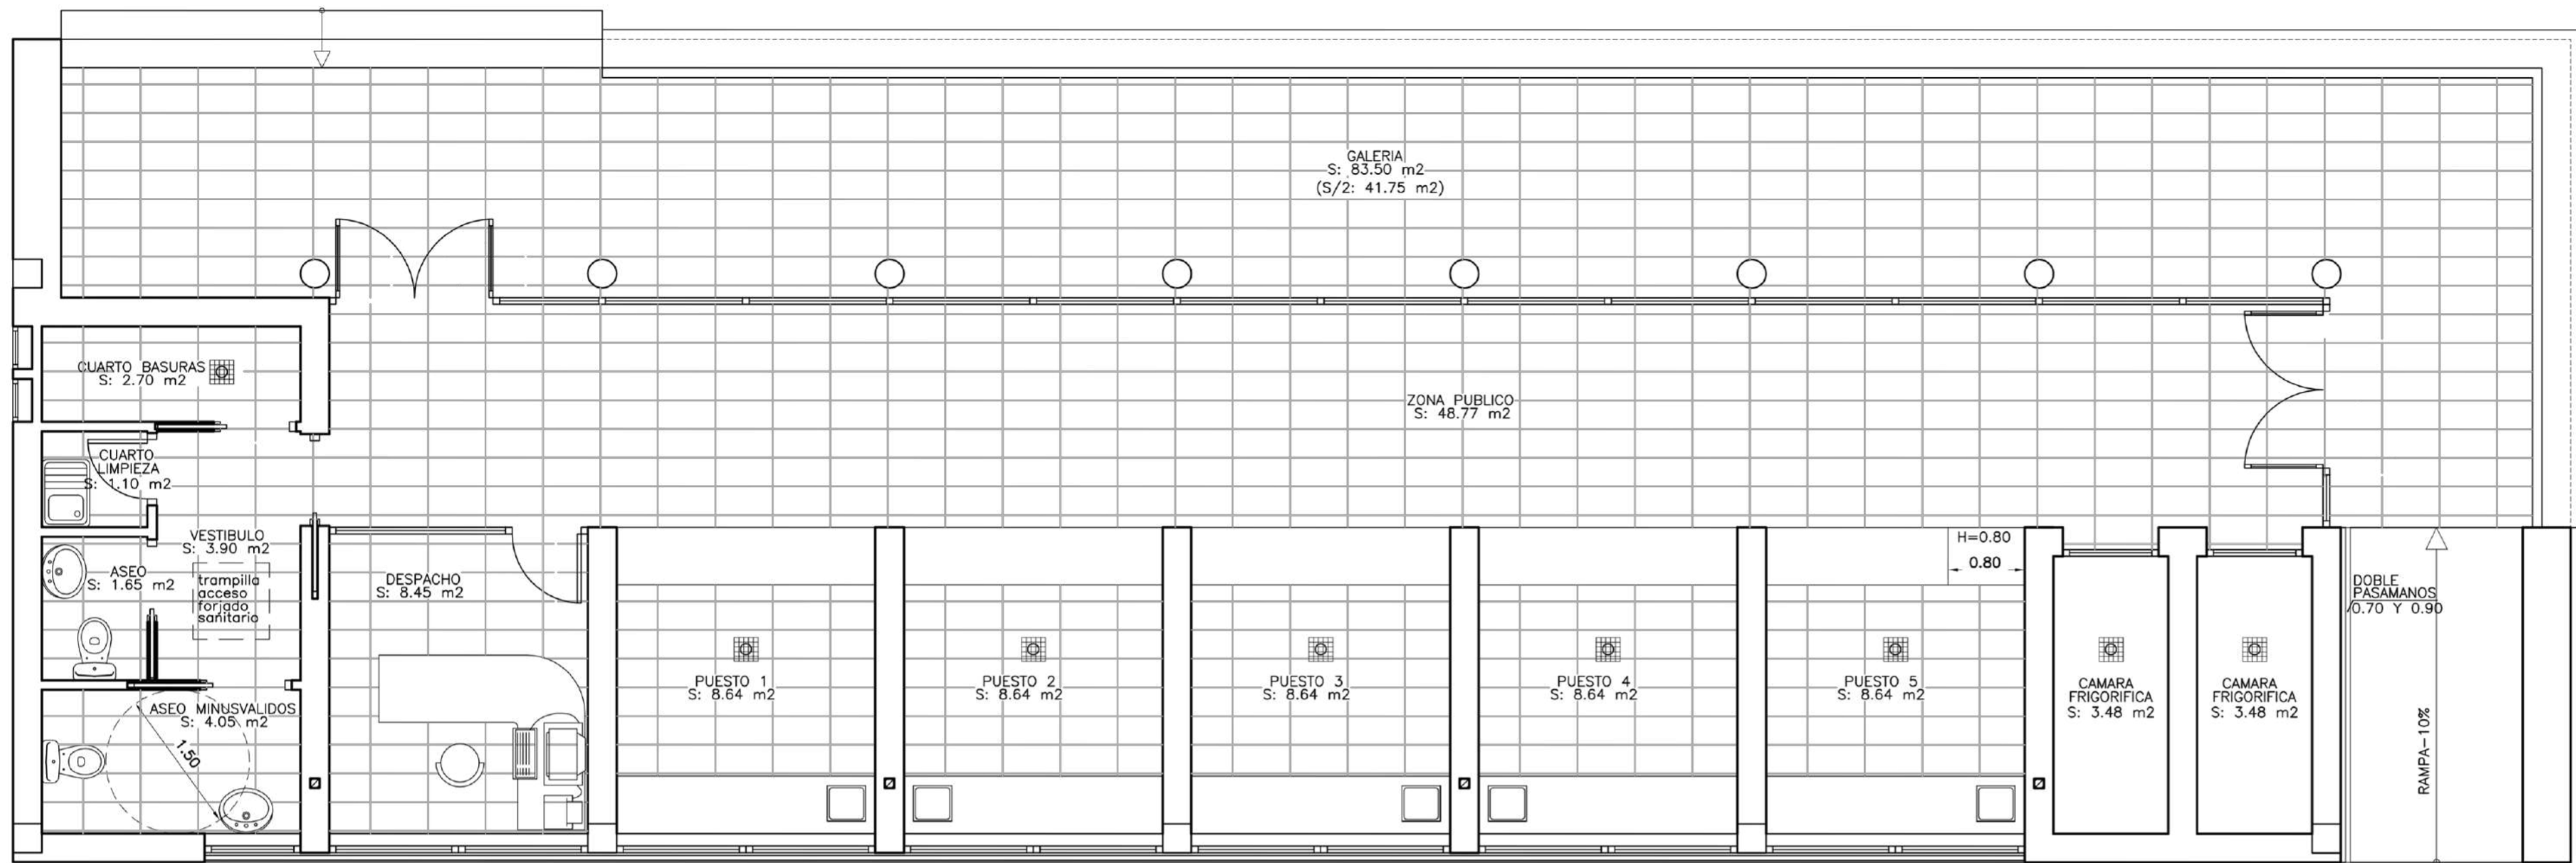 GALERIA
S: 83.50 m2
(S/2: 41.75 m2)
CUARTO BASURAS
S: 2.70 m2
ZONA PUBLICO
S: 48.77 m2
CUARTO
LIMPIEZA
S: 1.10 m2
VESTIBULO
S: 3.90 m2
ASEO
S: 1.65 m2
trampilla
acceso
forjado
sanitario
DESPACHO
S: 8.45 m2
H=0.80
0.80
DOBLE
PASAMANOS
0.70 Y 0.90
ASEO MINUSVALIDOS
S: 4.05 m2
1.50
PUESTO 1
S: 8.64 m2
PUESTO 2
S: 8.64 m2
PUESTO 3
S: 8.64 m2
PUESTO 4
S: 8.64 m2
PUESTO 5
S: 8.64 m2
CAMARA
FRIGORIFICA
S: 3.48 m2
CAMARA
FRIGORIFICA
S: 3.48 m2
RAMPA-10%